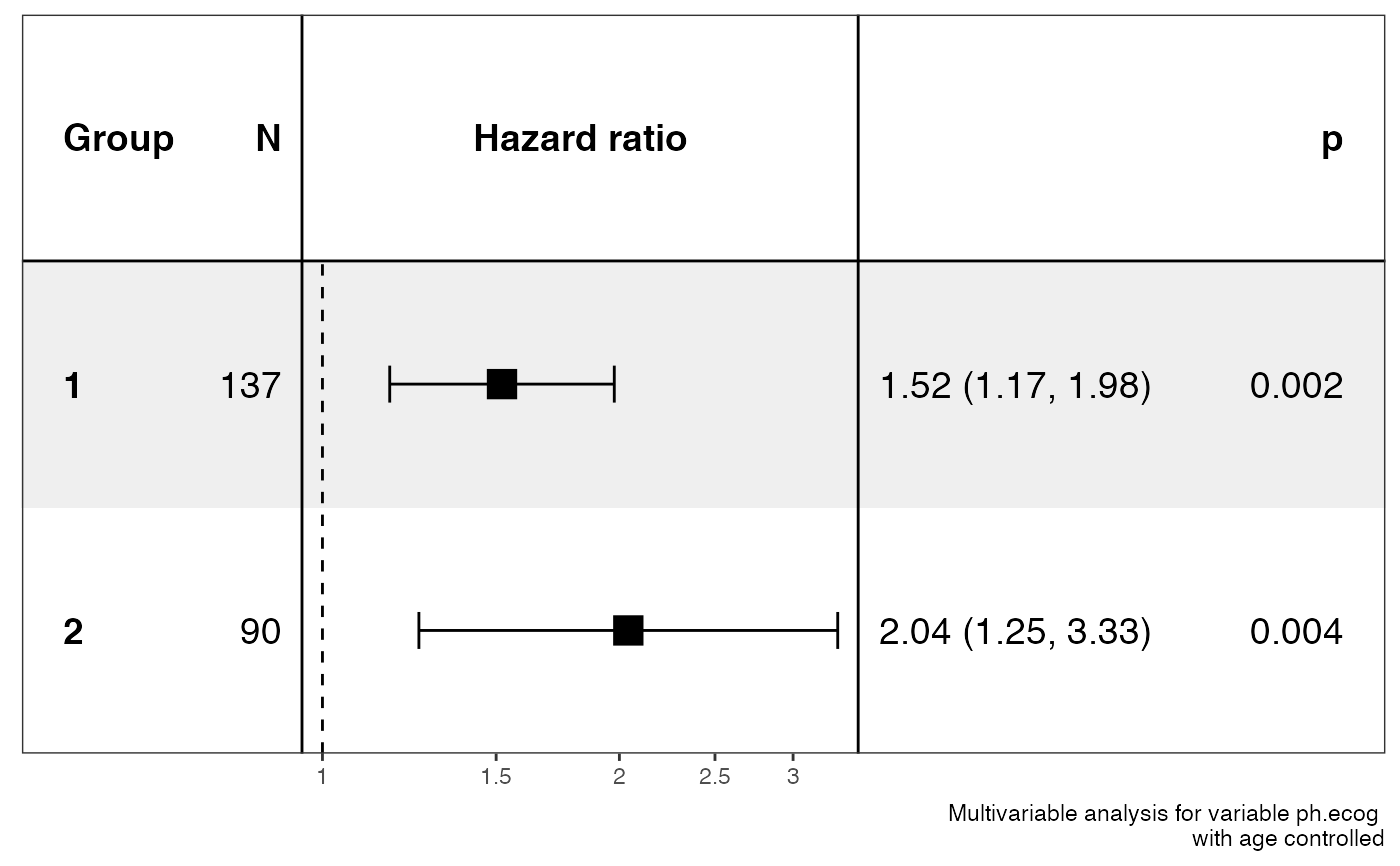 Group N Hazard ratio p
1 137 1.52 (1.17, 1.98) 0.002
2 90 2.04 (1.25, 3.33) 0.004
1 1.5 2 2.5 3
Multivariable analysis for variable ph.ecog
with age controlled